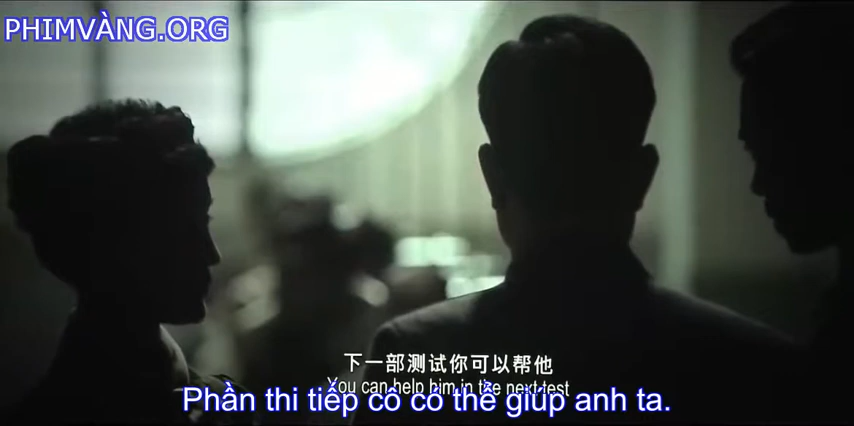 PHIMVÀNG.ORG
下一部测试你可以帮他
You can help him in the next test
Phần thi tiếp cô có thể giúp anh ta.